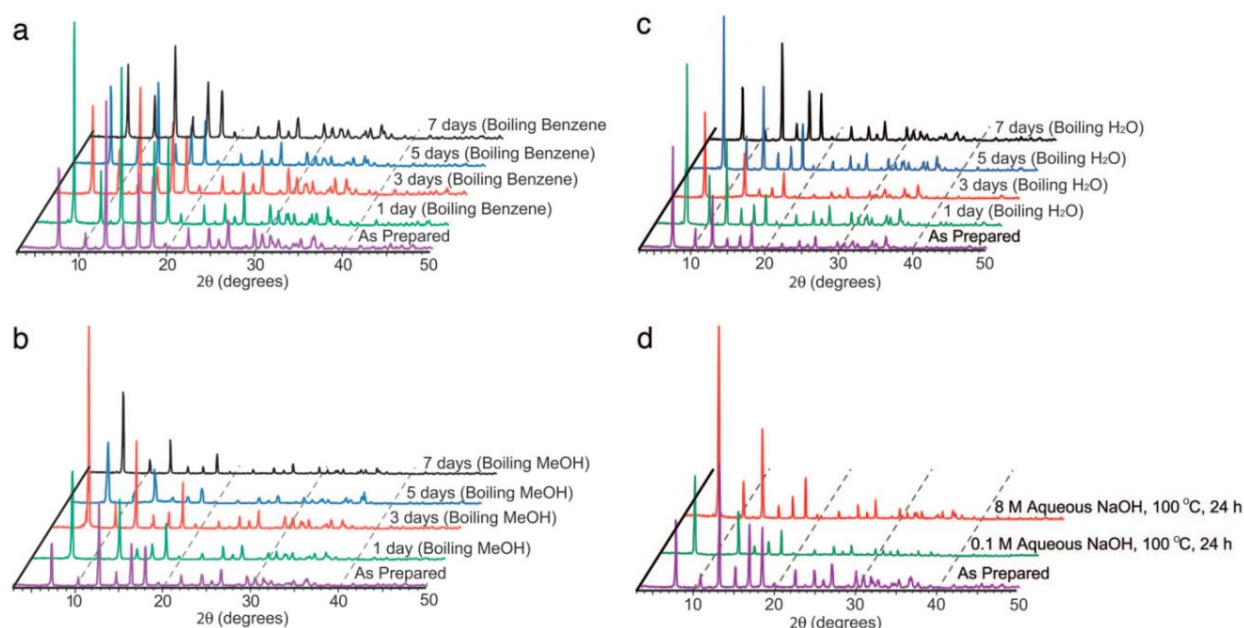 a
7 days (Boiling Benzene
5 days (Boiling Benzene)
3 days (Boiling Benzene)
1 day (Boiling Benzene)
As Prepared
10 20 30 40 50
2θ (degrees)
c
7 days (Boiling H₂O)
5 days (Boiling H₂O)
3 days (Boiling H₂O)
1 day (Boiling H₂O)
As Prepared
10 20 30 40 50
2θ (degrees)
b
7 days (Boiling MeOH)
5 days (Boiling MeOH)
3 days (Boiling MeOH)
1 day (Boiling MeOH)
As Prepared
10 20 30 40 50
2θ (degrees)
d
8 M Aqueous NaOH, 100 °C, 24 h
0.1 M Aqueous NaOH, 100 °C, 24 h
As Prepared
10 20 30 40 50
2θ (degrees)